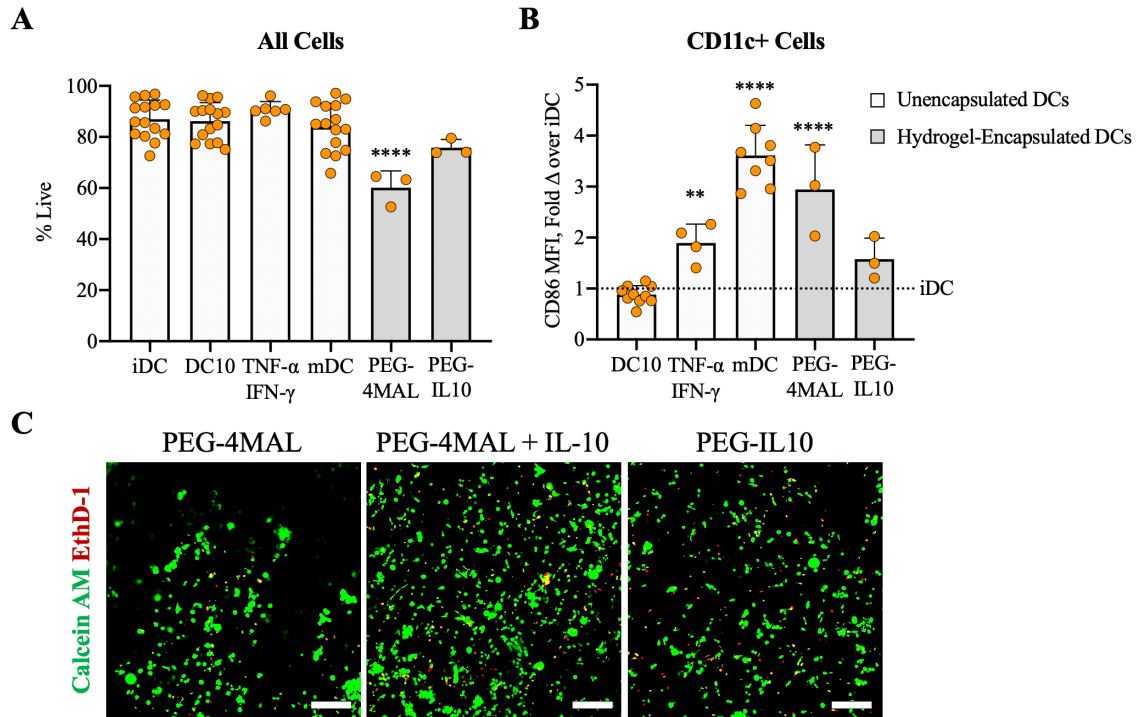 A
All Cells
% Live
100
80
60
40
20
0
****
iDC
DC10
TNF-α
IFN-γ
mDC
PEG-
4MAL
PEG-
IL10
B
CD11c+ Cells
CD86 MFI, Fold Δ over iDC
5
4
3
2
1
0
**
****
****
iDC
DC10
TNF-α
IFN-γ
mDC
PEG-
4MAL
PEG-
IL10
Unencapsulated DCs
Hydrogel-Encapsulated DCs
C
Calcein AM EthD-1
PEG-4MAL
PEG-4MAL + IL-10
PEG-IL10